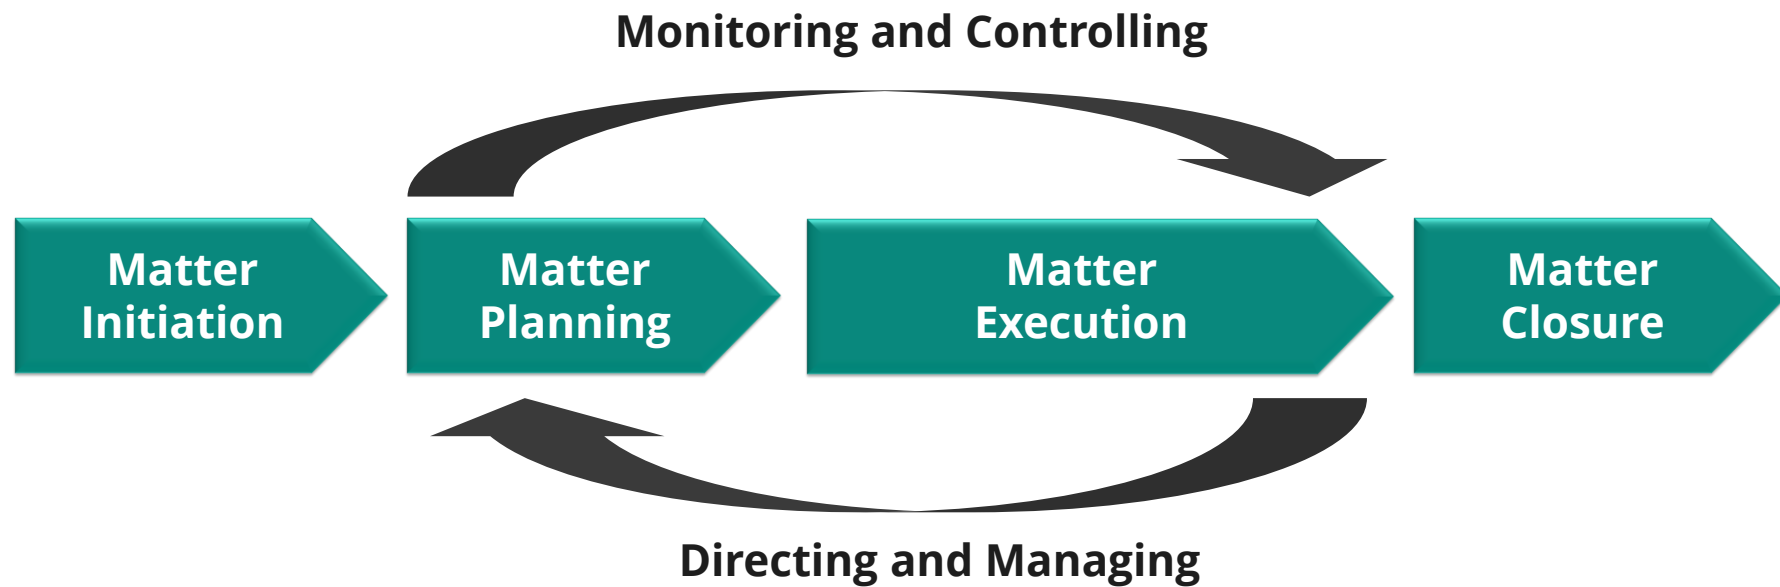 Monitoring and Controlling
Matter
Initiation
Matter
Planning
Matter
Execution
Matter
Closure
Directing and Managing